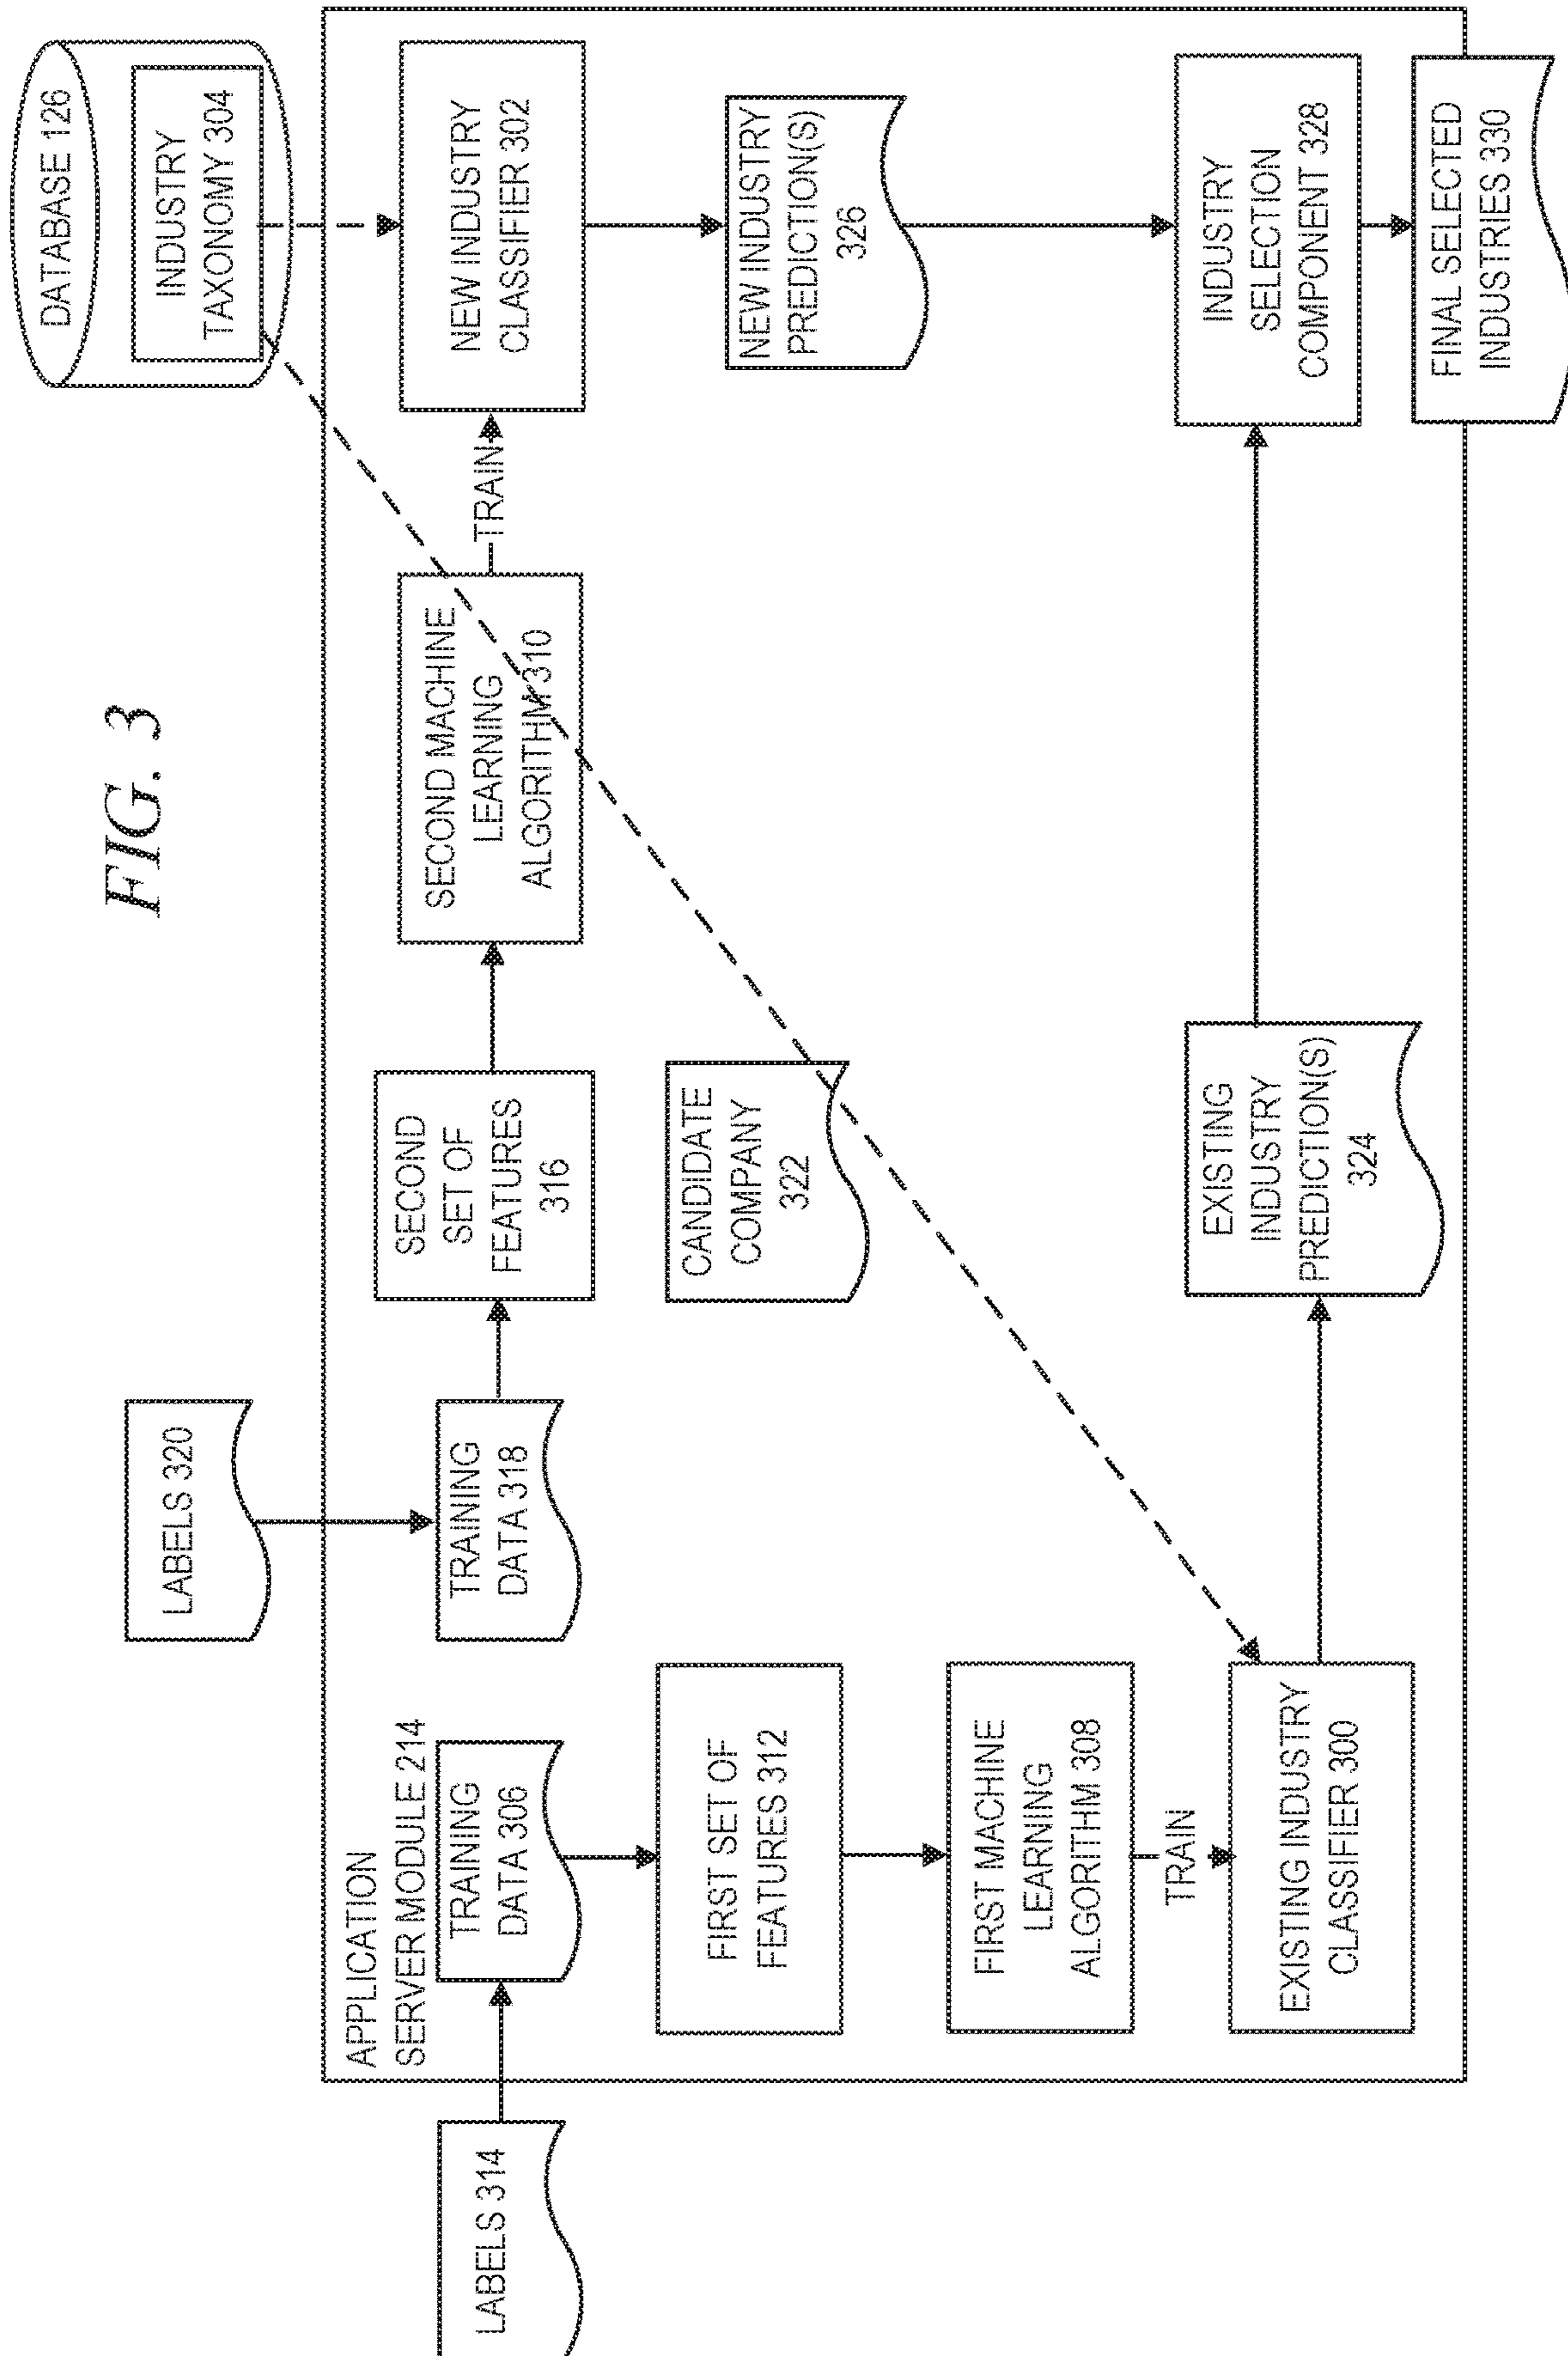 FIG. 3
DATABASE 126
INDUSTRY
TAXONOMY 304
LABELS 320
LABELS 314
APPLICATION
SERVER MODULE 214
TRAINING
DATA 306
TRAINING
DATA 318
SECOND
SET OF
FEATURES
316
SECOND MACHINE
LEARNING
ALGORITHM 310
TRAIN
NEW INDUSTRY
CLASSIFIER 302
FIRST SET OF
FEATURES 312
CANDIDATE
COMPANY
322
NEW INDUSTRY
PREDICTION(S)
326
FIRST MACHINE
LEARNING
ALGORITHM 308
TRAIN
EXISTING INDUSTRY
CLASSIFIER 300
EXISTING
INDUSTRY
PREDICTION(S)
324
INDUSTRY
SELECTION
COMPONENT 328
FINAL SELECTED
INDUSTRIES 330